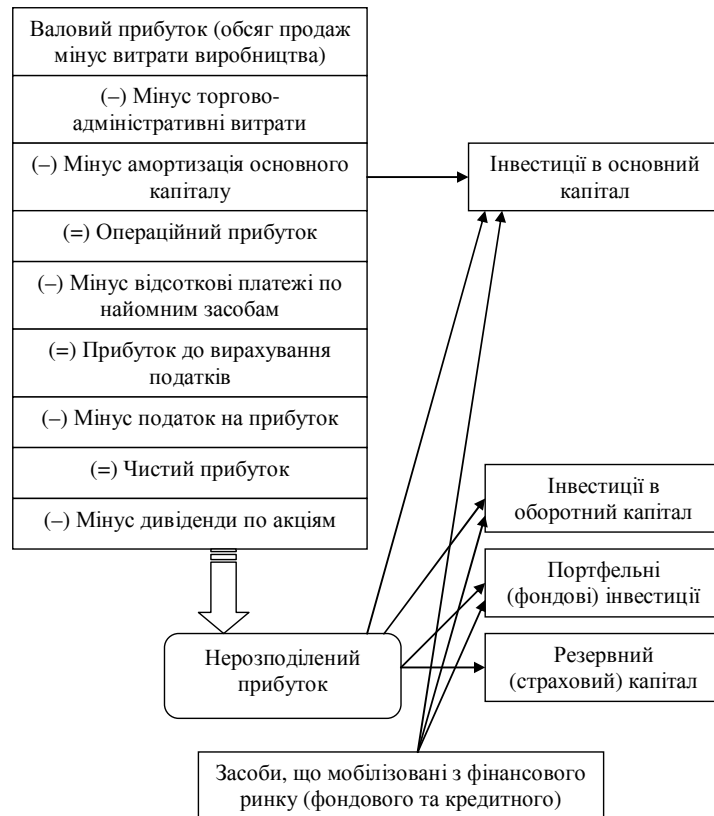 Валовий прибуток (обсяг продаж
мінус витрати виробництва)
(–) Мінус торгово-
адміністративні витрати
(–) Мінус амортизація основного
капіталу
(=) Операційний прибуток
(–) Мінус відсоткові платежі по
найомним засобам
(=) Прибуток до вирахування
податків
(–) Мінус податок на прибуток
(=) Чистий прибуток
(–) Мінус дивіденди по акціям
Нерозподілений
прибуток
Інвестиції в основний
капітал
Інвестиції в
оборотний капітал
Портфельні
(фондові) інвестиції
Резервний
(страховий) капітал
Засоби, що мобілізовані з фінансового
ринку (фондового та кредитного)